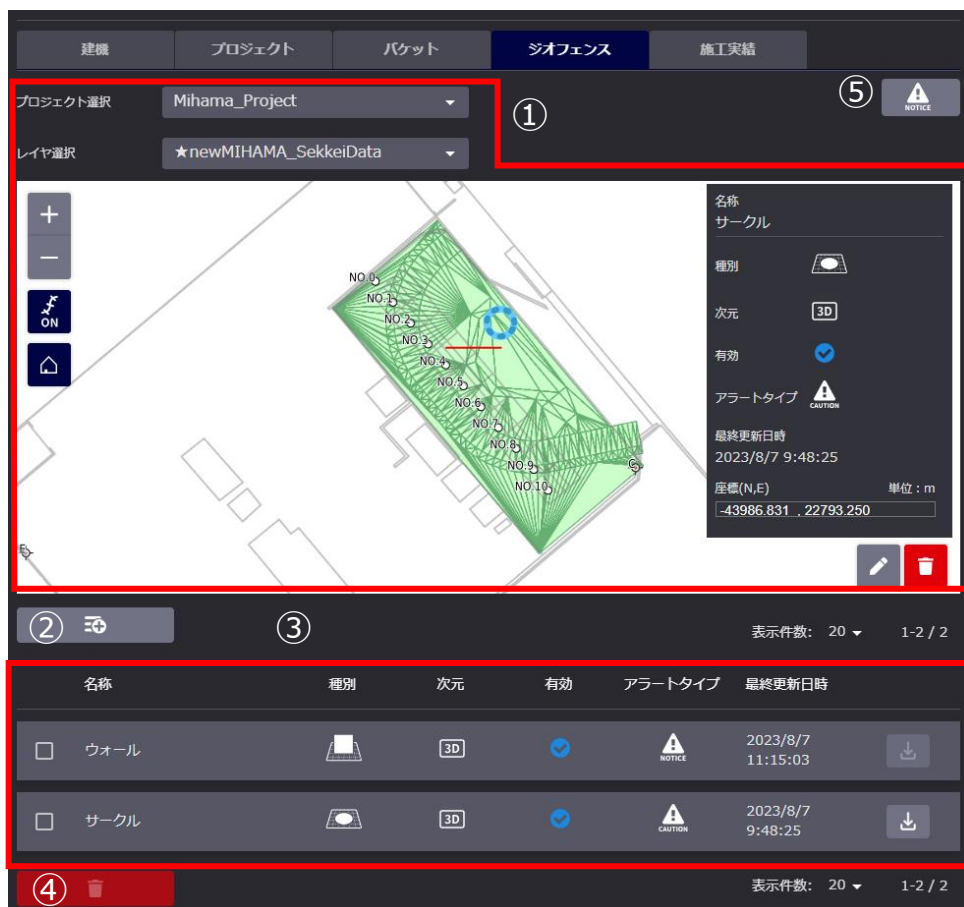 建機 プロジェクト バケット ジオフェンス 施工実績
プロジェクト選択 Mihama_Project ① ⑤ NOTICE
レイヤ選択 ★newMIHAMA_SekkeiData
+
−
ON
NO.0
NO.1
NO.2
NO.3
NO.4
NO.5
NO.6
NO.7
NO.8
NO.9
NO.10
名称
サークル
種別
次元 3D
有効
アラートタイプ CAUTION
最終更新日時
2023/8/7 9:48:25
座標(N,E) 単位：m
-43986.831 , 22793.250
② ③ 表示件数: 20 1-2 / 2
名称 種別 次元 有効 アラートタイプ 最終更新日時
ウォール 3D NOTICE 2023/8/7
11:15:03
サークル 3D CAUTION 2023/8/7
9:48:25
④ 表示件数: 20 1-2 / 2